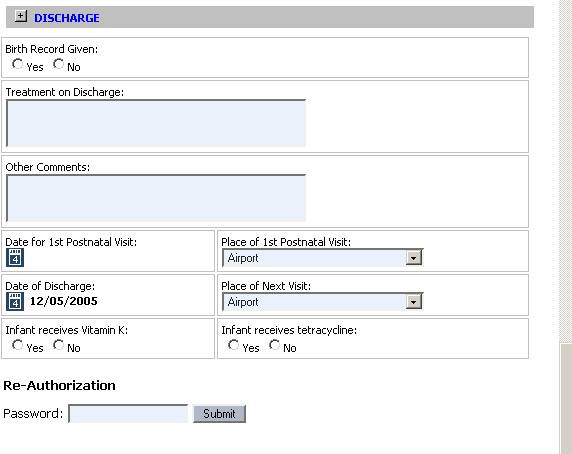 + DISCHARGE
Birth Record Given:
Yes No
Treatment on Discharge:
Other Comments:
Date for 1st Postnatal Visit: Place of 1st Postnatal Visit:
4 Airport
Date of Discharge: Place of Next Visit:
4 12/05/2005 Airport
Infant receives Vitamin K: Infant receives tetracycline:
Yes No Yes No
Re-Authorization
Password: Submit